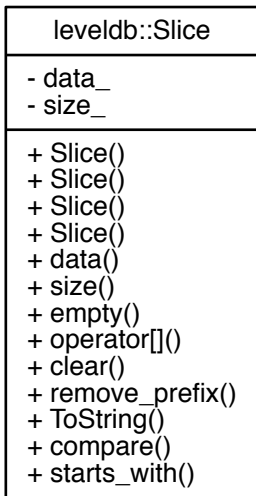 leveldb::Slice
- data_
- size_
+ Slice()
+ Slice()
+ Slice()
+ Slice()
+ data()
+ size()
+ empty()
+ operator[]()
+ clear()
+ remove_prefix()
+ ToString()
+ compare()
+ starts_with()